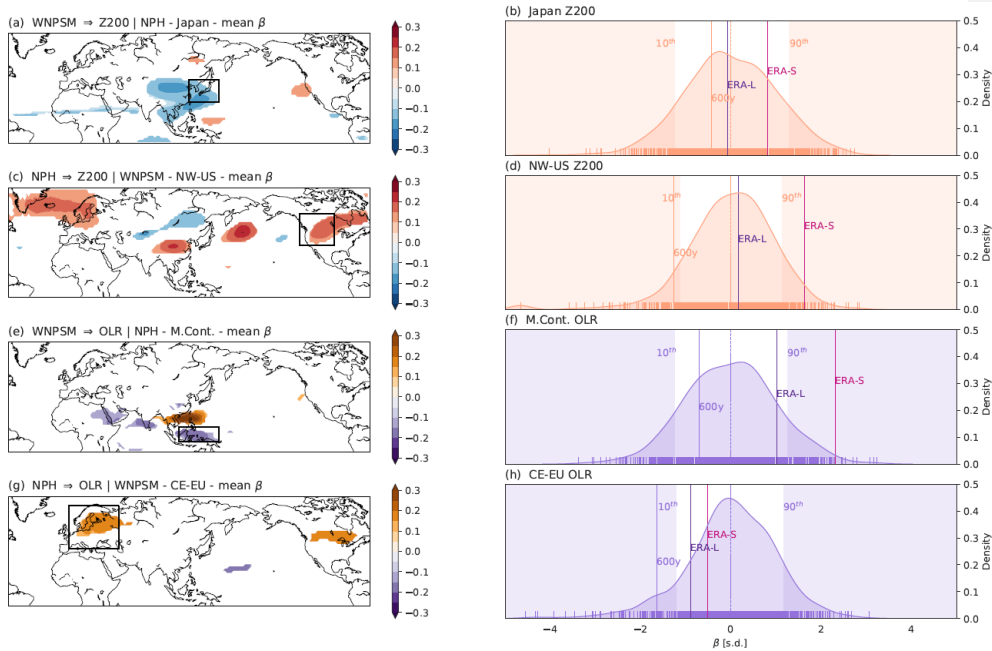 (a) WNPSM ⇒ Z200 | NPH - Japan - mean β
0.3
0.2
0.1
0.0
−0.1
−0.2
−0.3
(b) Japan Z200
10th
90th
ERA-S
ERA-L
600y
0.5
0.4
0.3
0.2
0.1
0.0
Density
(c) NPH ⇒ Z200 | WNPSM - NW-US - mean β
0.3
0.2
0.1
0.0
−0.1
−0.2
−0.3
(d) NW-US Z200
10th
90th
ERA-S
ERA-L
600y
0.5
0.4
0.3
0.2
0.1
0.0
Density
(e) WNPSM ⇒ OLR | NPH - M.Cont. - mean β
0.3
0.2
0.1
0.0
−0.1
−0.2
−0.3
(f) M.Cont. OLR
10th
90th
ERA-S
ERA-L
600y
0.5
0.4
0.3
0.2
0.1
0.0
Density
(g) NPH ⇒ OLR | WNPSM - CE-EU - mean β
0.3
0.2
0.1
0.0
−0.1
−0.2
−0.3
(h) CE-EU OLR
10th
90th
ERA-S
ERA-L
600y
0.5
0.4
0.3
0.2
0.1
0.0
Density
−4
−2
0
2
4
β [s.d.]